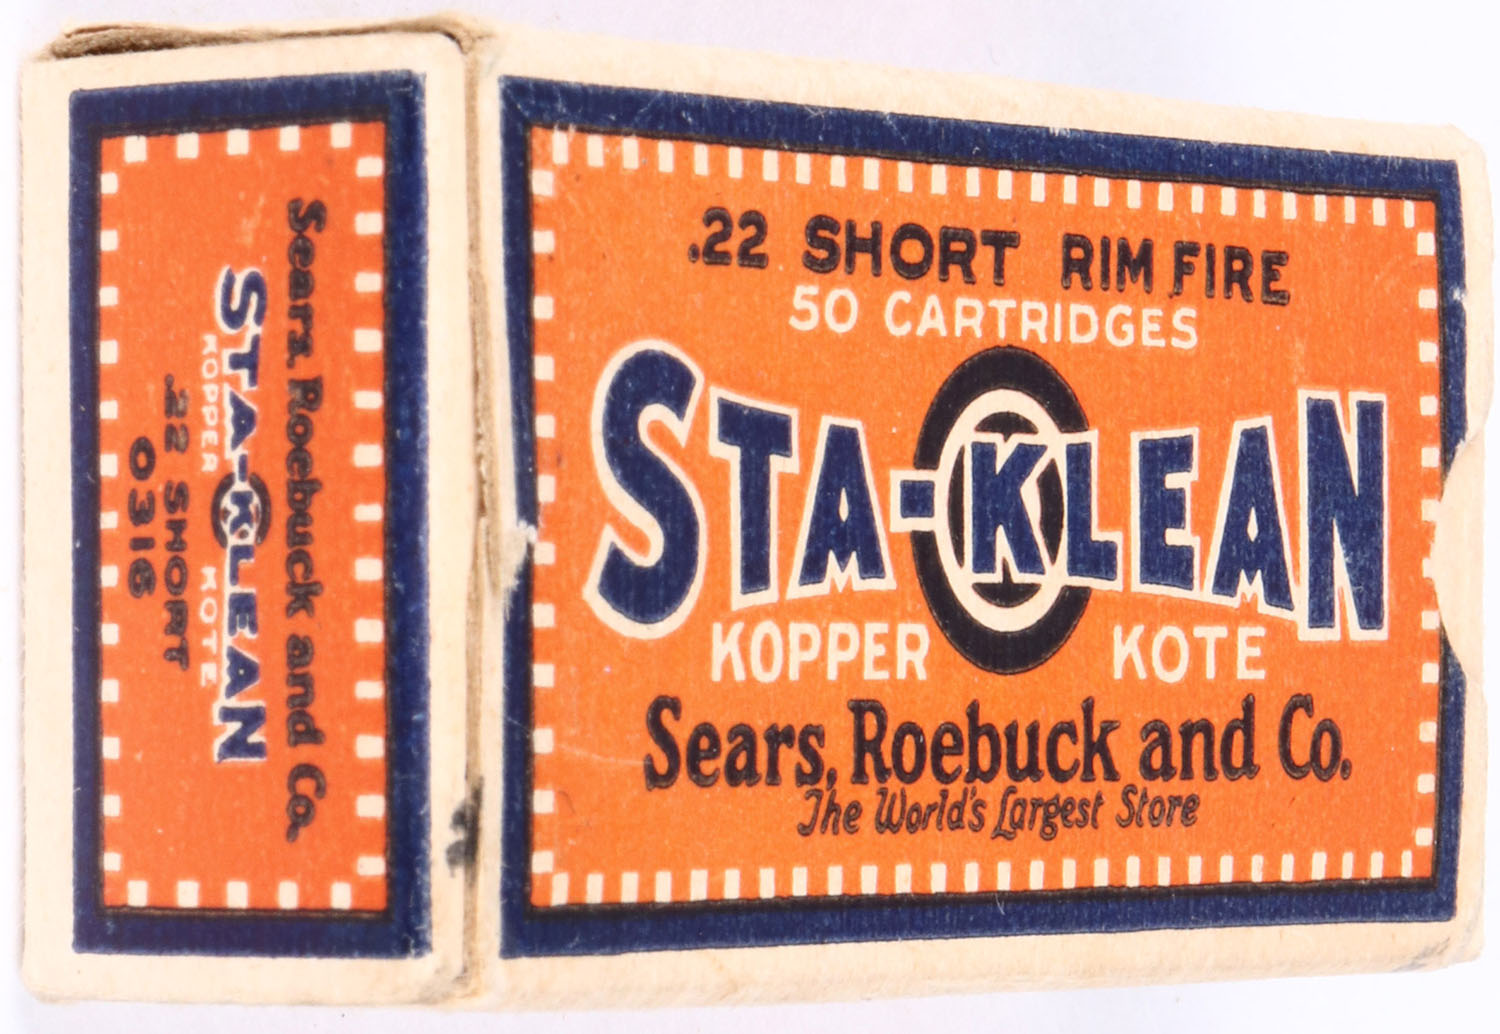 .22 SHORT RIM FIRE
50 CARTRIDGES
STA-KLEAN
KOPPER KOTE
Sears, Roebuck and Co.
The World's Largest Store
Sears, Roebuck and Co.
STA-KLEAN
KOPPER KOTE
.22 SHORT
0316